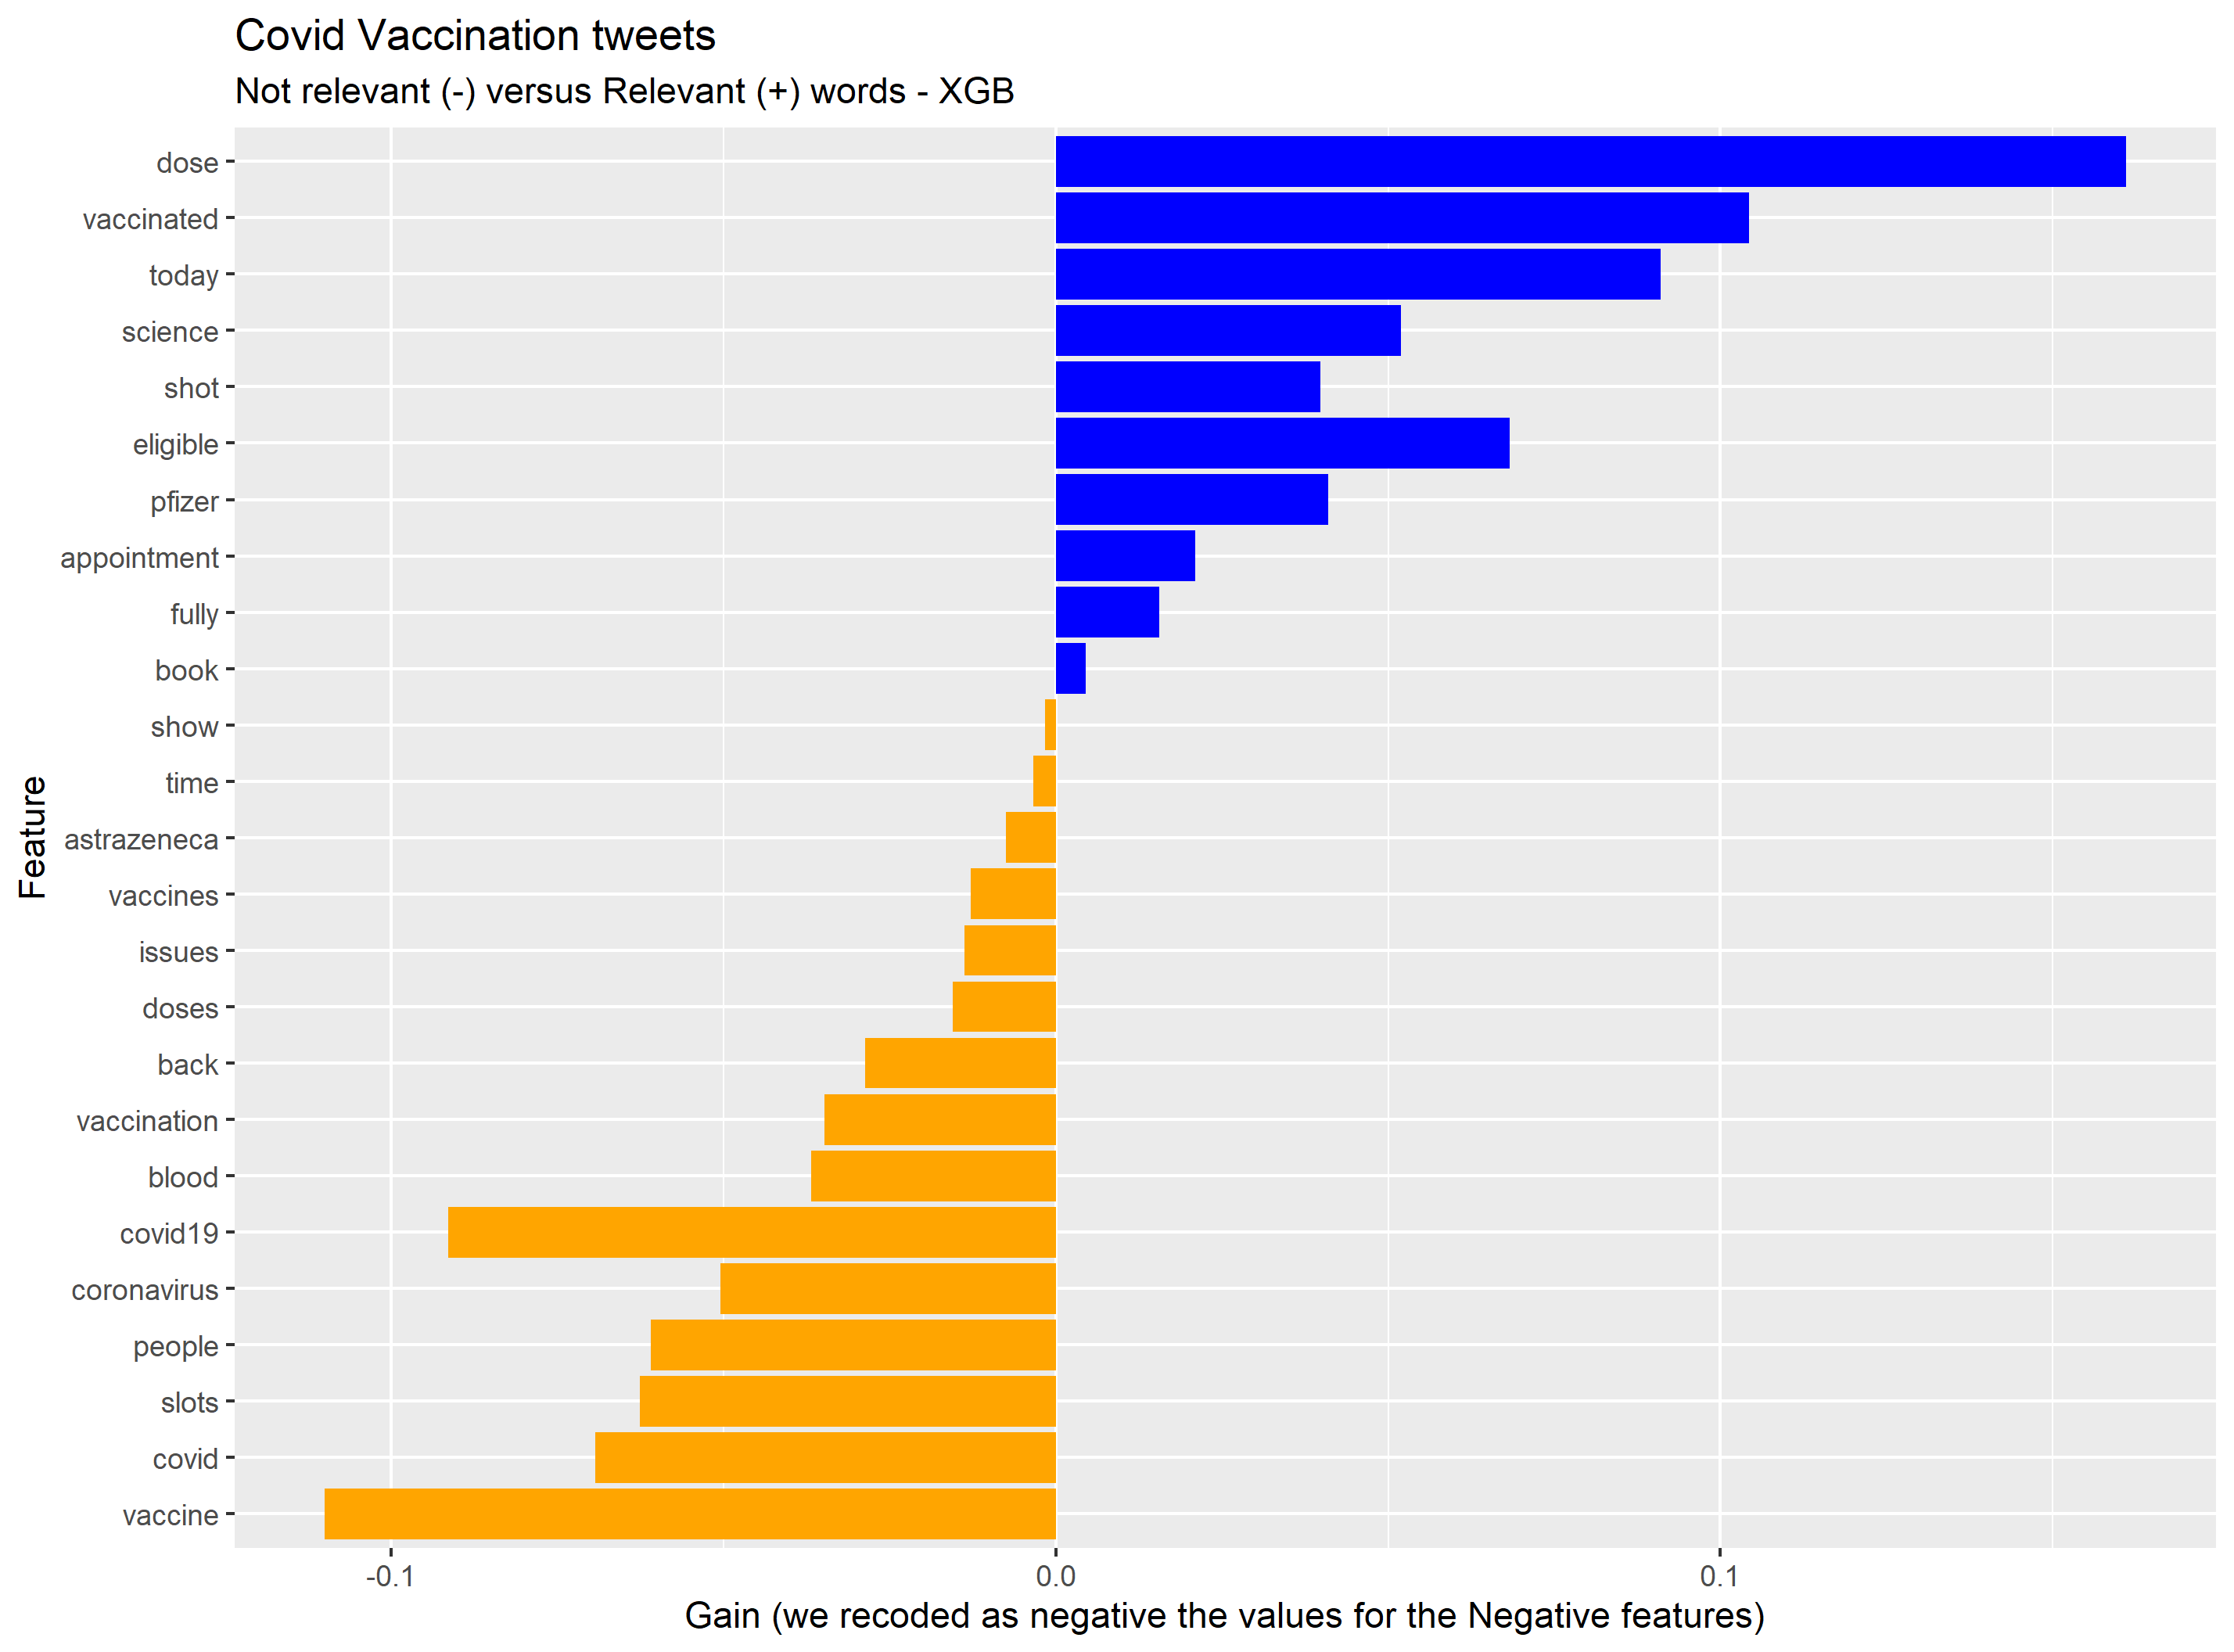 Covid Vaccination tweets
Not relevant (-) versus Relevant (+) words - XGB
dose
vaccinated
today
science
shot
eligible
pfizer
appointment
fully
book
show
time
astrazeneca
vaccines
issues
doses
back
vaccination
blood
covid19
coronavirus
people
slots
covid
vaccine
Feature
-0.1
0.0
0.1
Gain (we recoded as negative the values for the Negative features)